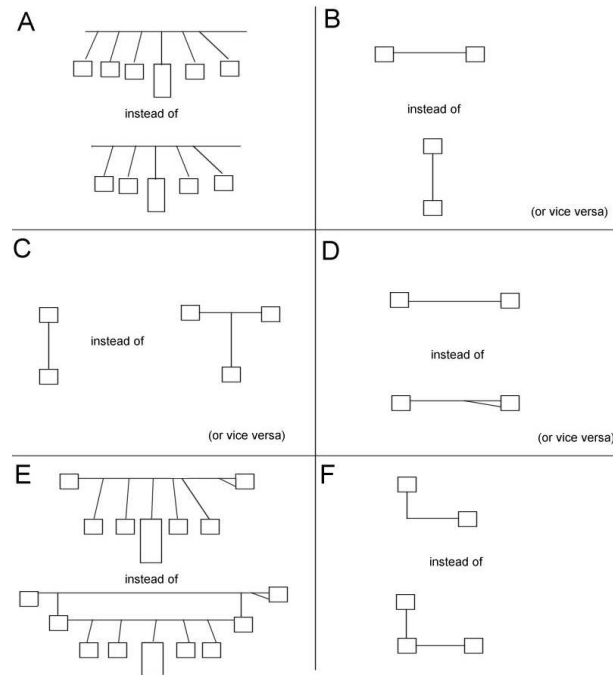 A
instead of
B
instead of
(or vice versa)
C
instead of
(or vice versa)
D
instead of
(or vice versa)
E
instead of
F
instead of